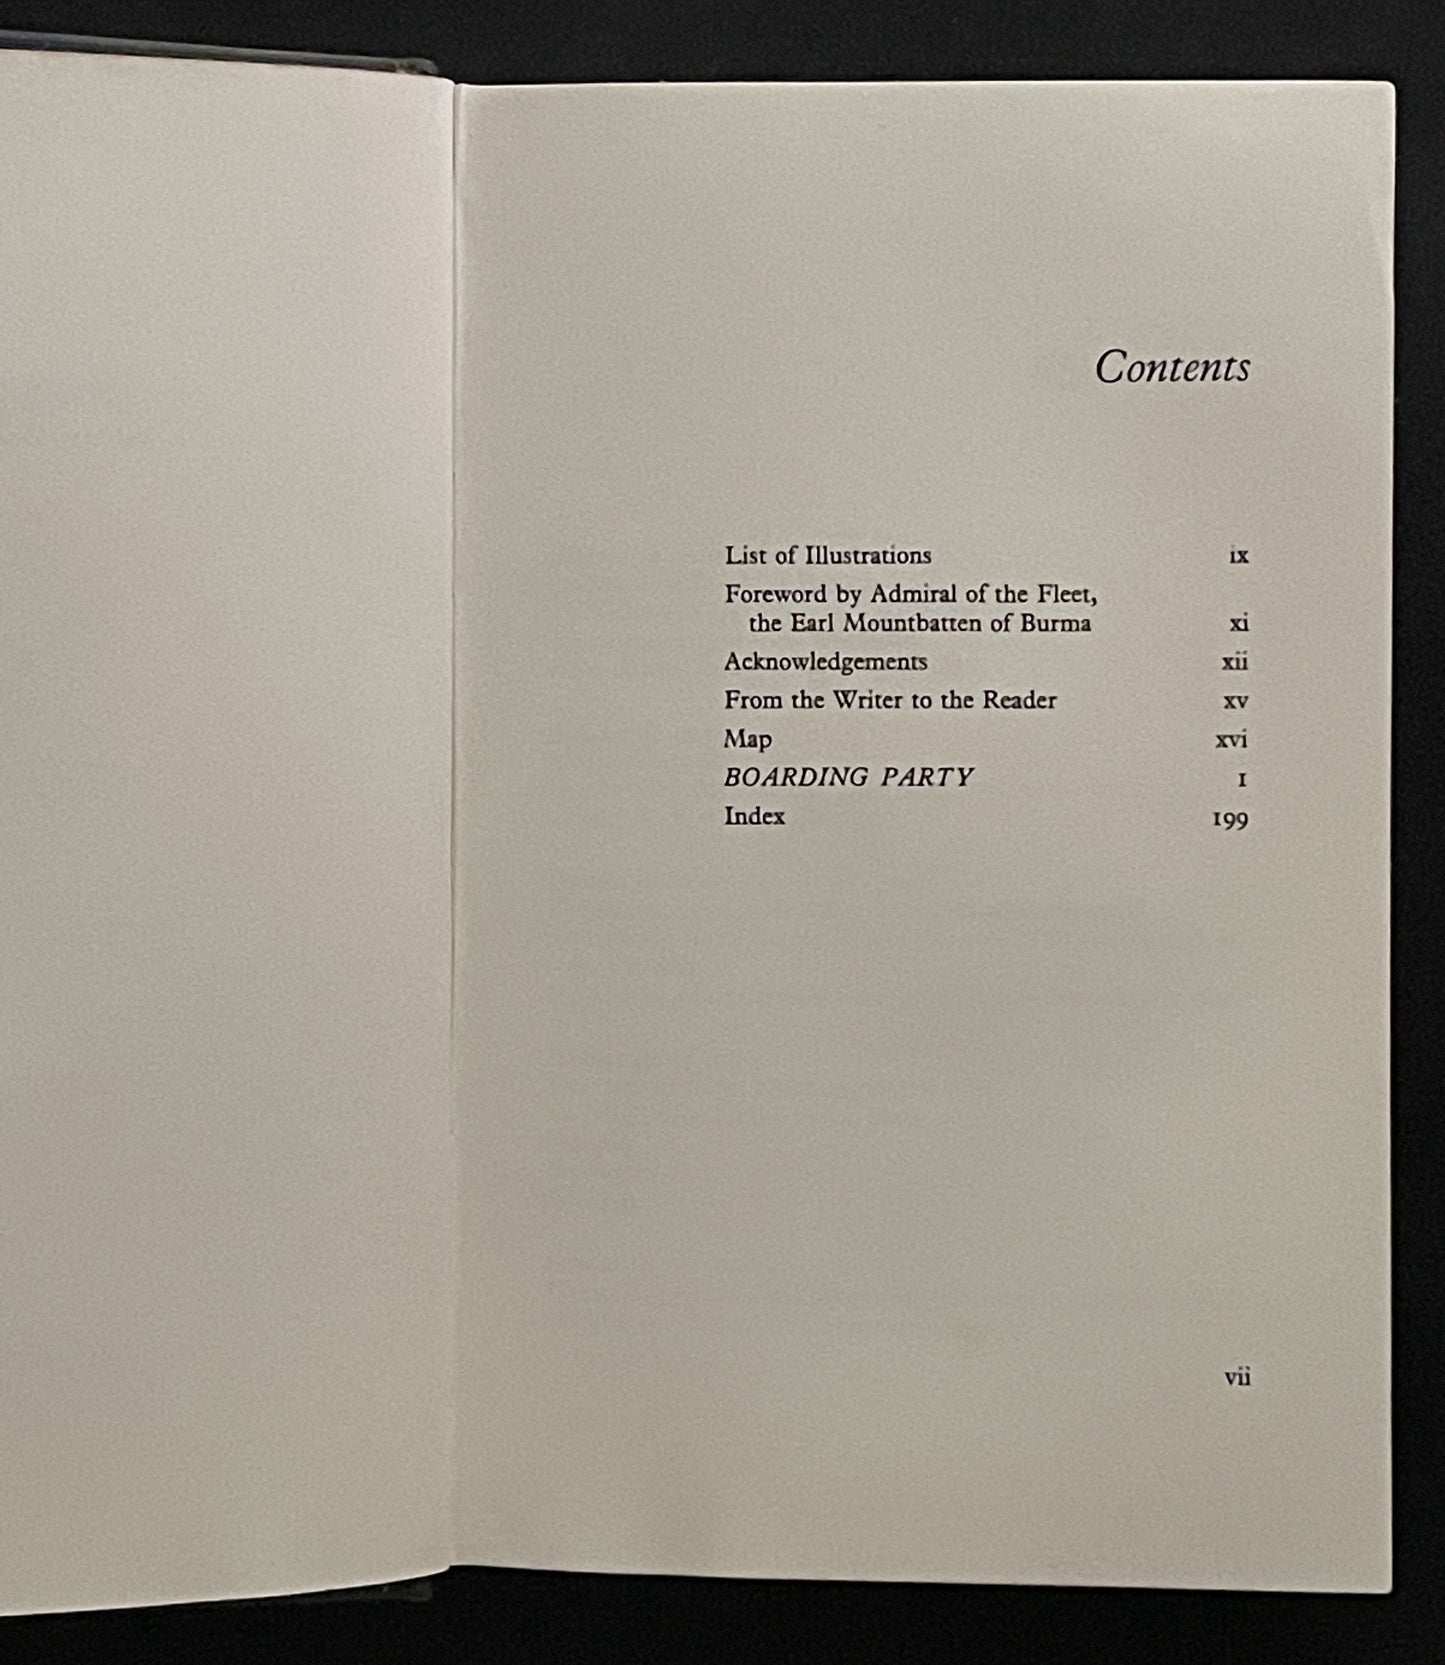 Contents
List of Illustrations ix
Foreword by Admiral of the Fleet,
the Earl Mountbatten of Burma xi
Acknowledgements xii
From the Writer to the Reader xv
Map xvi
BOARDING PARTY 1
Index 199
vii